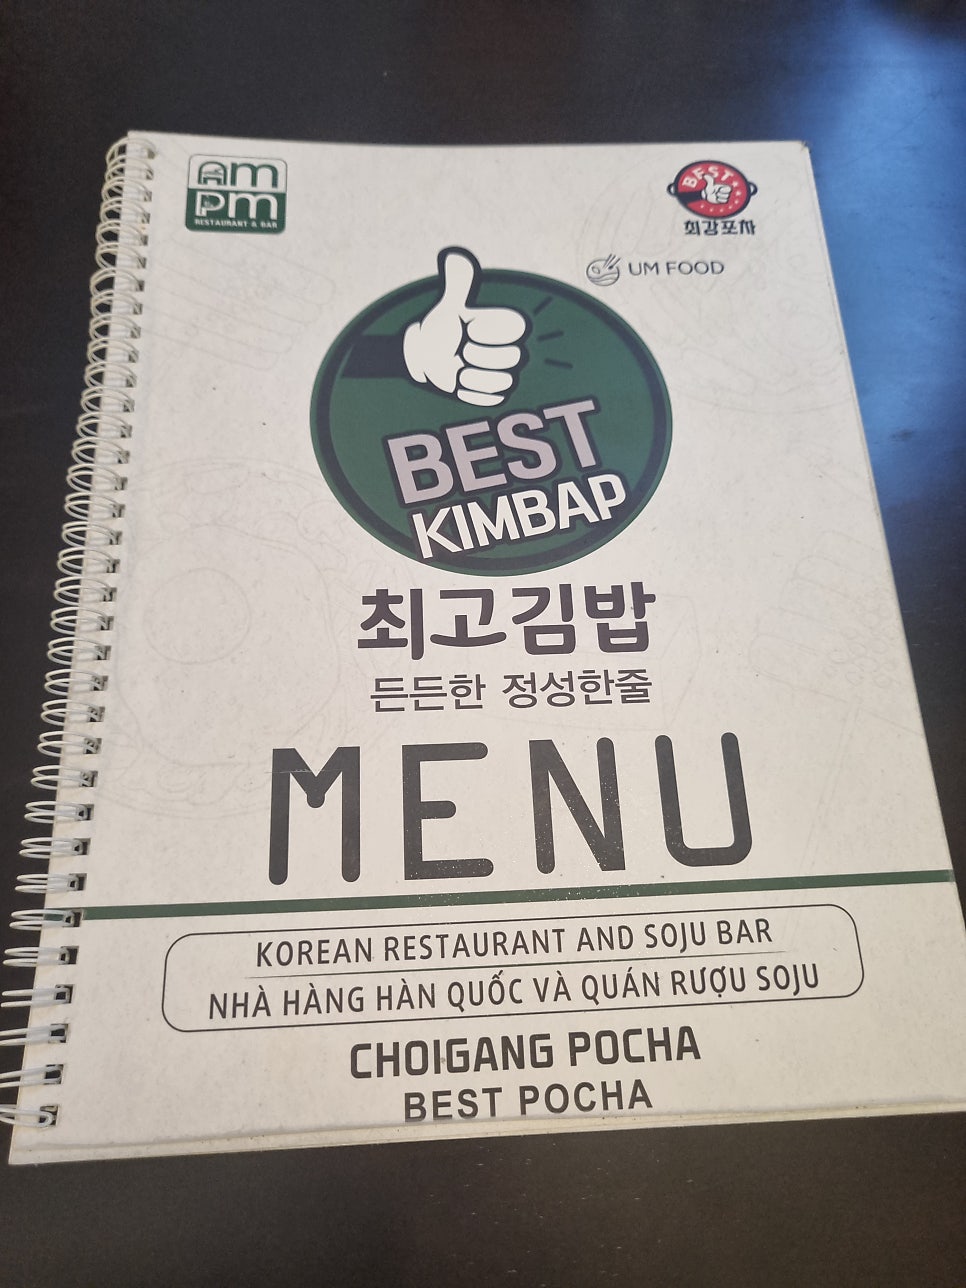 am
pm
RESTAURANT & BAR
BEST
최강포차
UM FOOD
BEST
KIMBAP
최고김밥
든든한 정성한줄
MENU
KOREAN RESTAURANT AND SOJU BAR
NHÀ HÀNG HÀN QUỐC VÀ QUÁN RƯỢU SOJU
CHOIGANG POCHA
BEST POCHA